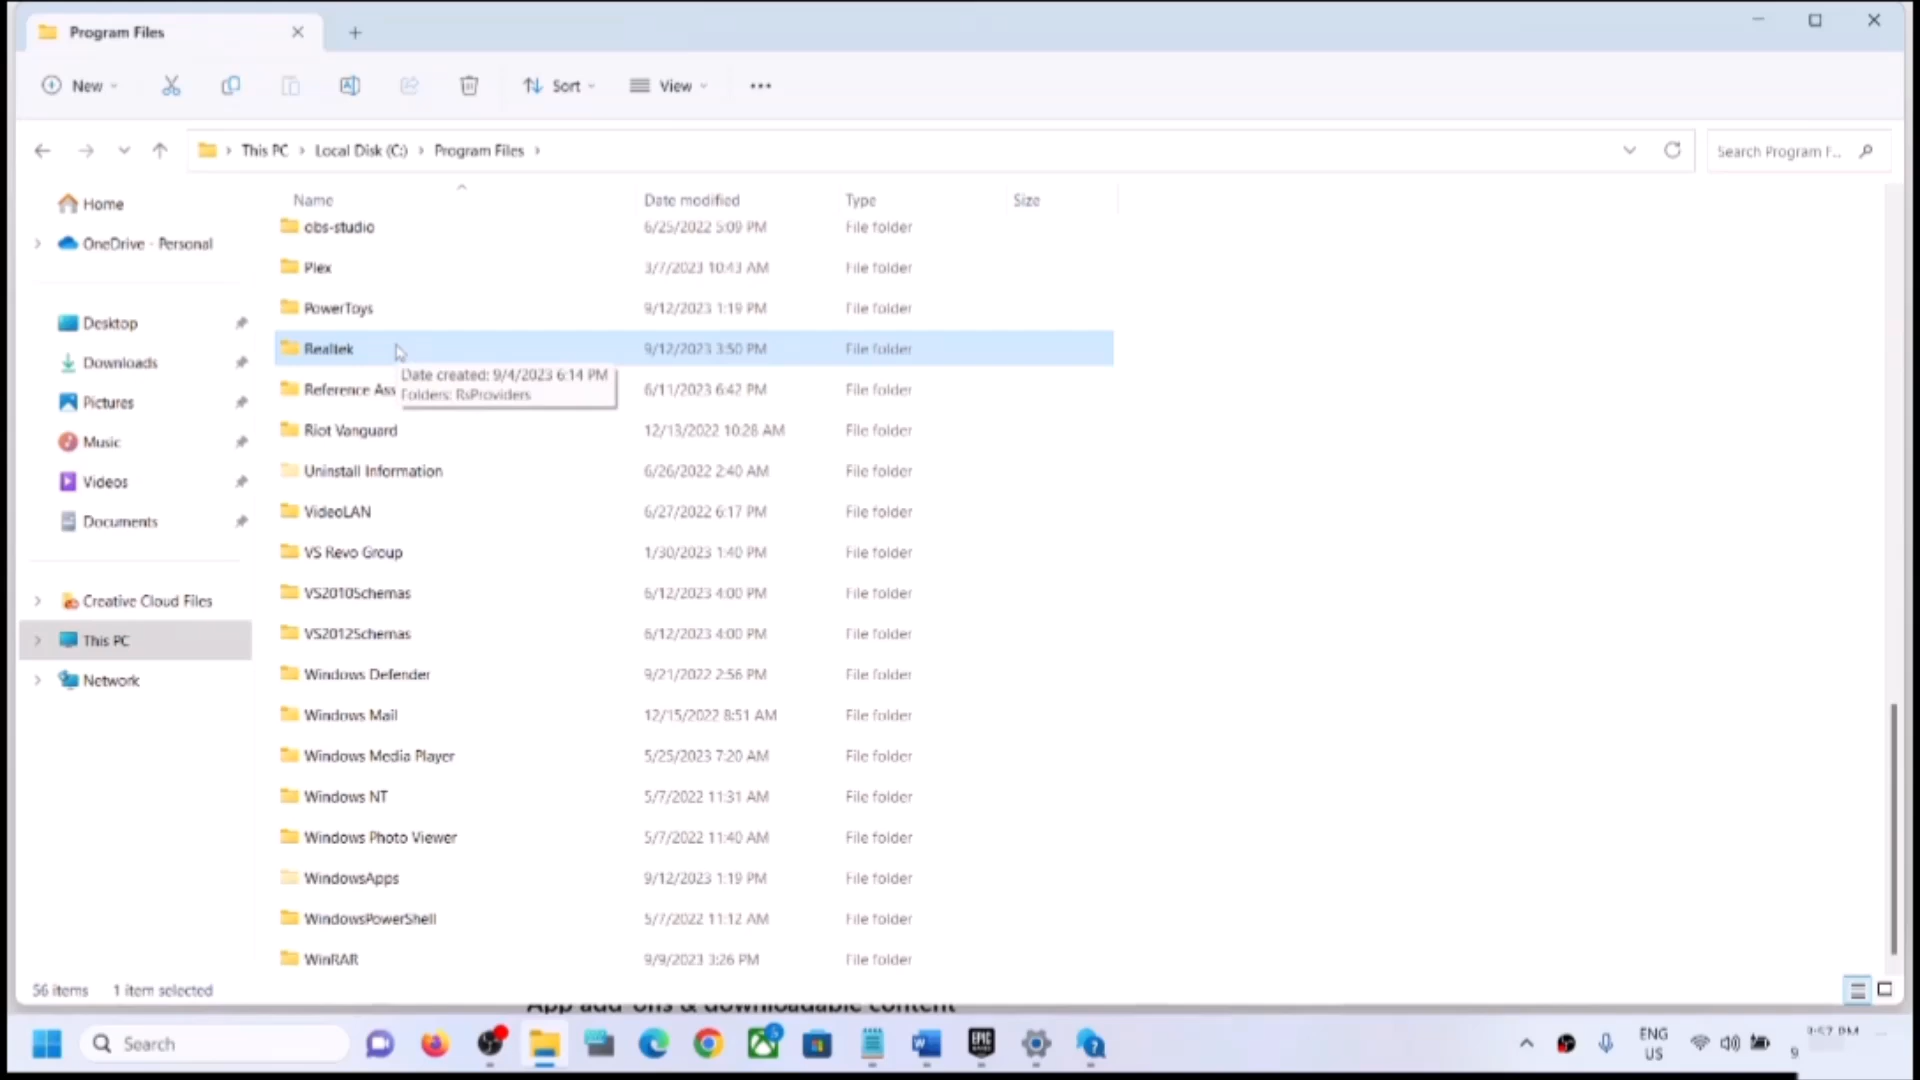 Program Files
New
Sort
View
This PC > Local Disk (C:) > Program Files >
Search Program F...
Home
OneDrive - Personal
Desktop
Downloads
Pictures
Music
Videos
Documents
Creative Cloud Files
This PC
Network
Name Date modified Type Size
obs-studio 6/25/2022 5:09 PM File folder
Plex 3/7/2023 10:43 AM File folder
PowerToys 9/12/2023 1:19 PM File folder
Realtek 9/12/2023 3:50 PM File folder
Date created: 9/4/2023 6:14 PM
Folders: RsProviders
Reference Ass 6/11/2023 6:42 PM File folder
Riot Vanguard 12/13/2022 10:28 AM File folder
Uninstall Information 6/26/2022 2:40 AM File folder
VideoLAN 6/27/2022 6:17 PM File folder
VS Revo Group 1/30/2023 1:40 PM File folder
VS2010Schemas 6/12/2023 4:00 PM File folder
VS2012Schemas 6/12/2023 4:00 PM File folder
Windows Defender 9/21/2022 2:56 PM File folder
Windows Mail 12/15/2022 8:51 AM File folder
Windows Media Player 5/25/2023 7:20 AM File folder
Windows NT 5/7/2022 11:31 AM File folder
Windows Photo Viewer 5/7/2022 11:40 AM File folder
WindowsApps 9/12/2023 1:19 PM File folder
WindowsPowerShell 5/7/2022 11:12 AM File folder
WinRAR 9/9/2023 3:26 PM File folder
56 items 1 item selected
App add-ons & downloadable content
Search
EPIC
GAMES
ENG
US
3:57 PM
9